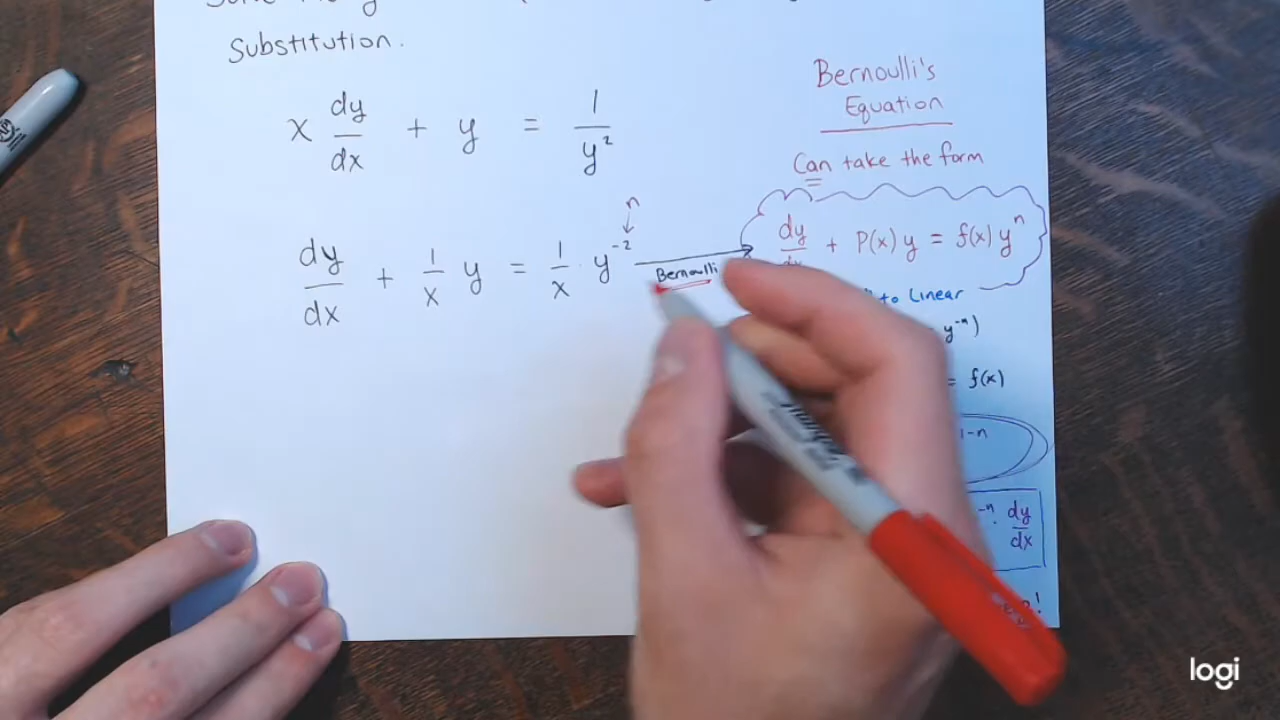 Substitution.
x dy/dx + y = 1/y²
n
dy/dx + 1/x y = 1/x · y⁻²
Bernoulli
Bernoulli's
Equation
Can take the form
dy/dx + P(x) y = f(x) yⁿ
to Linear
y⁻ⁿ)
= f(x)
1-n
-n · dy/dx
logi